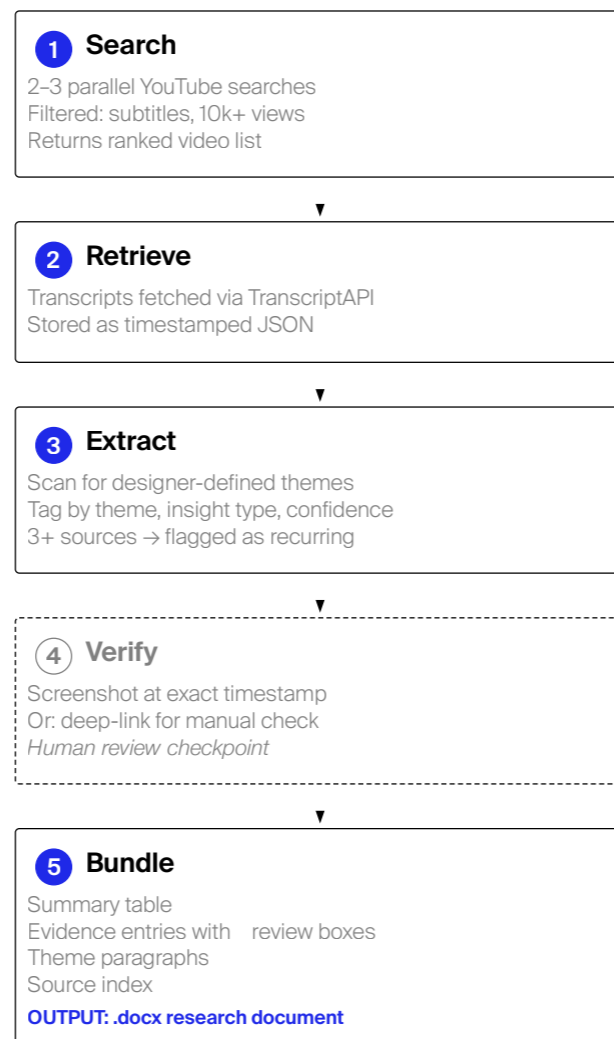 1 Search
2–3 parallel YouTube searches
Filtered: subtitles, 10k+ views
Returns ranked video list
2 Retrieve
Transcripts fetched via TranscriptAPI
Stored as timestamped JSON
3 Extract
Scan for designer-defined themes
Tag by theme, insight type, confidence
3+ sources → flagged as recurring
4 Verify
Screenshot at exact timestamp
Or: deep-link for manual check
Human review checkpoint
5 Bundle
Summary table
Evidence entries with review boxes
Theme paragraphs
Source index
OUTPUT: .docx research document